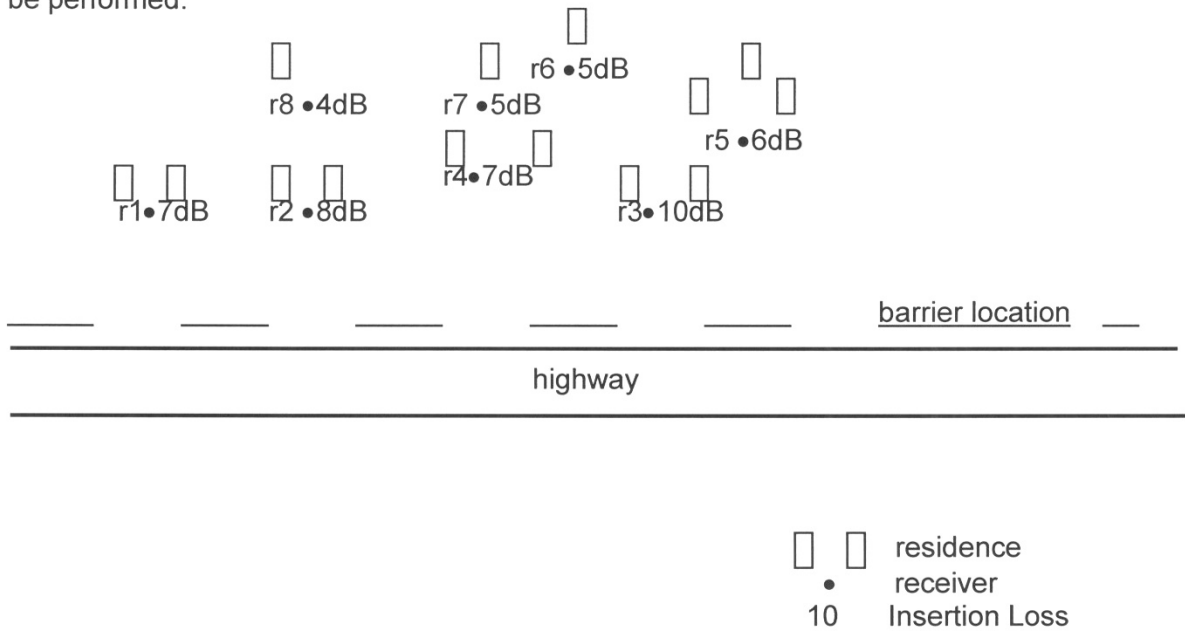 be performed.
r6 •5dB
r8 •4dB
r7 •5dB
r5 •6dB
r4•7dB
r1•7dB
r2 •8dB
r3•10dB
barrier location
highway
residence
• receiver
10 Insertion Loss